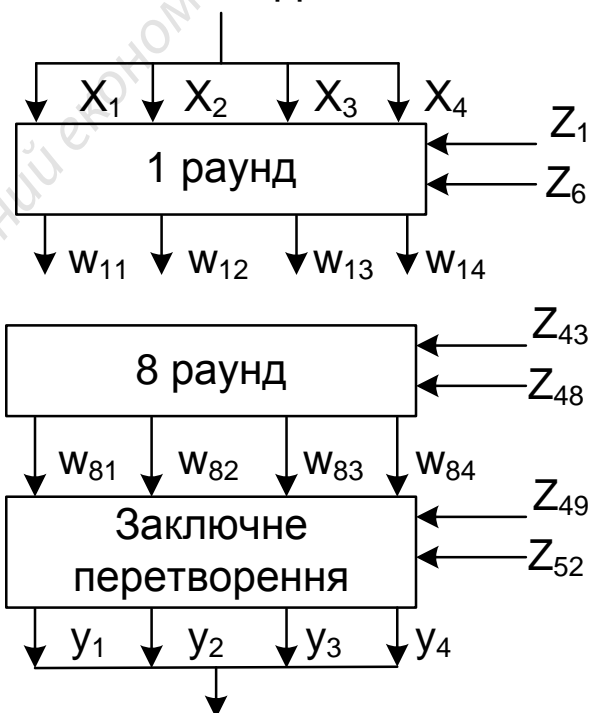 X₁ X₂ X₃ X₄
Z₁
1 раунд
Z₆
w₁₁ w₁₂ w₁₃ w₁₄
Z₄₃
8 раунд
Z₄₈
w₈₁ w₈₂ w₈₃ w₈₄
Z₄₉
Заключне
перетворення
Z₅₂
y₁ y₂ y₃ y₄